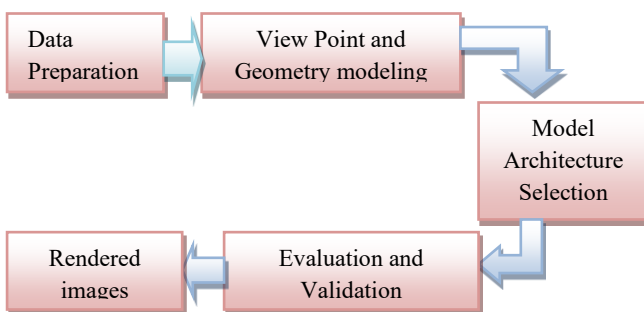 Data
Preparation
View Point and
Geometry modeling
Model
Architecture
Selection
Evaluation and
Validation
Rendered
images